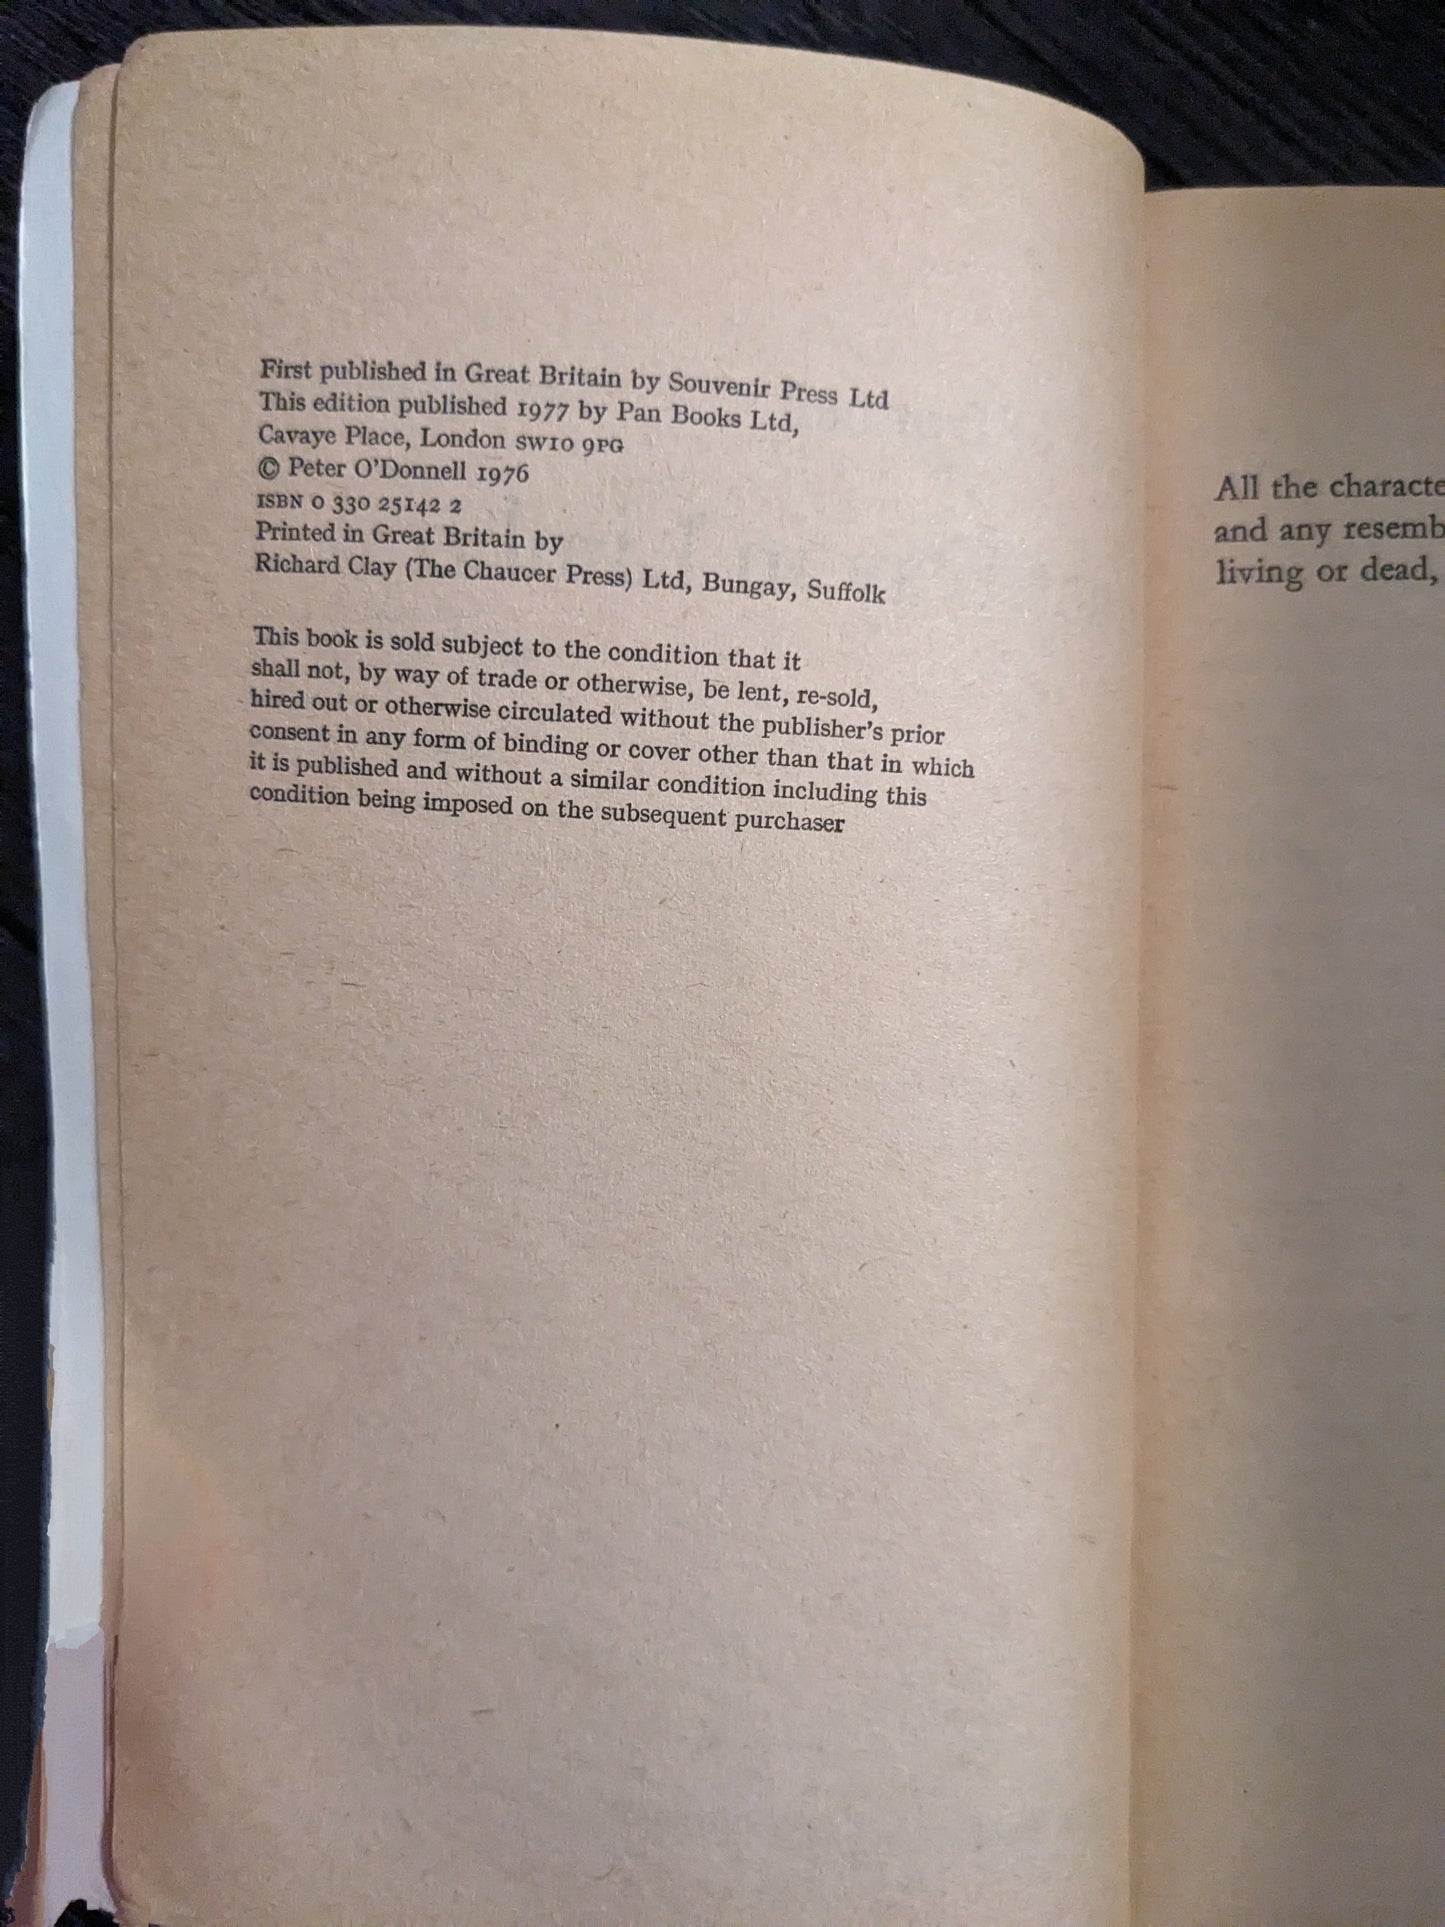 First published in Great Britain by Souvenir Press Ltd
This edition published 1977 by Pan Books Ltd,
Cavaye Place, London SW10 9PG
© Peter O'Donnell 1976
ISBN 0 330 25142 2
Printed in Great Britain by
Richard Clay (The Chaucer Press) Ltd, Bungay, Suffolk
This book is sold subject to the condition that it
shall not, by way of trade or otherwise, be lent, re-sold,
hired out or otherwise circulated without the publisher's prior
consent in any form of binding or cover other than that in which
it is published and without a similar condition including this
condition being imposed on the subsequent purchaser
All the characte
and any resemb
living or dead,